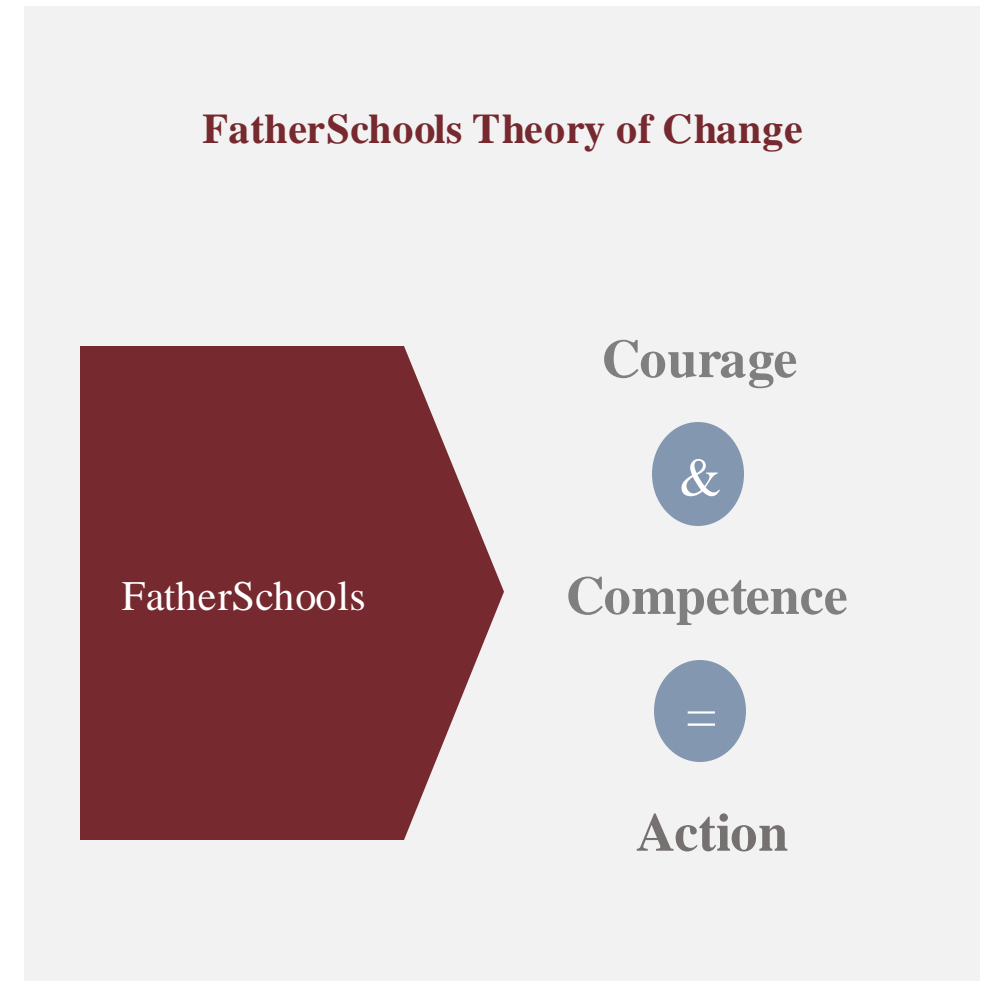 FatherSchools Theory of Change
FatherSchools
Courage
&
Competence
=
Action